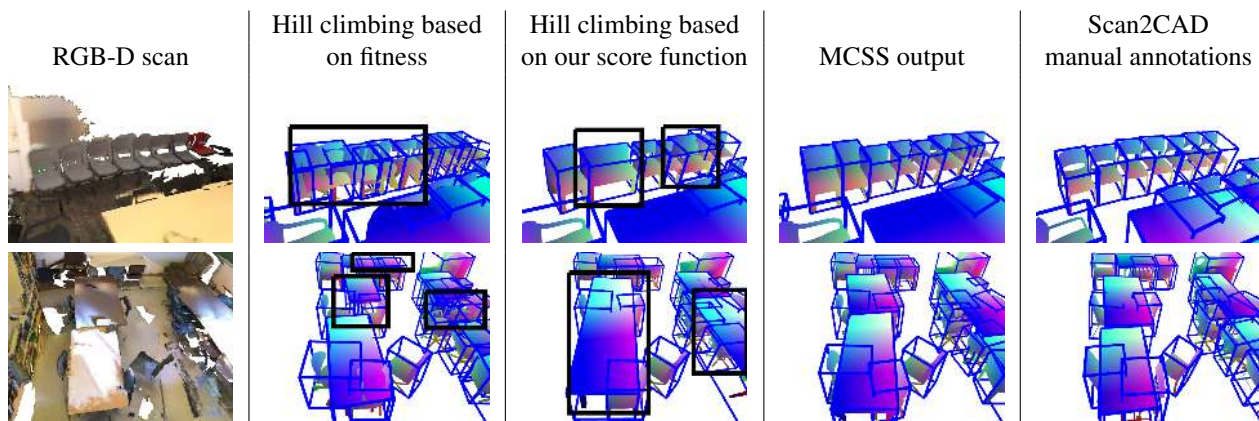 RGB-D scan
Hill climbing based
on fitness
Hill climbing based
on our score function
MCSS output
Scan2CAD
manual annotations